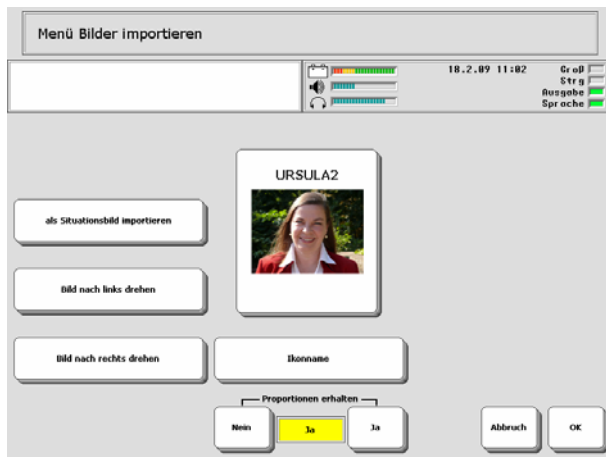 Menü Bilder importieren
18.2.09 11:02
Groß
Strg
Ausgabe
Sprache
URSULA2
als Situationsbild importieren
Bild nach links drehen
Bild nach rechts drehen
Ikonname
Proportionen erhalten
Nein
Ja
Ja
Abbruch
OK